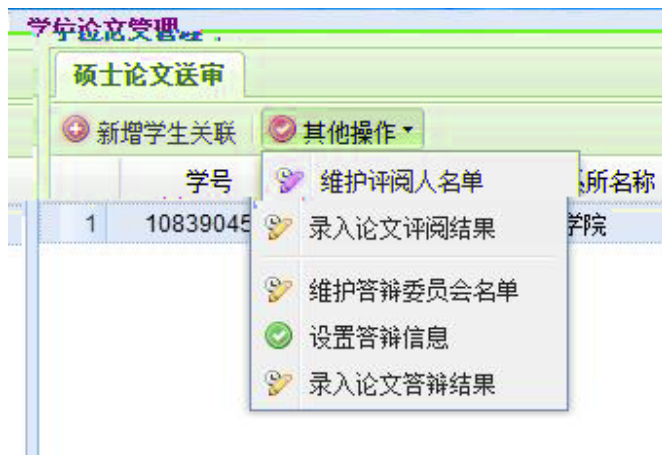 学位论文管理
硕士论文送审
新增学生关联 其他操作
学号 所名称
维护评阅人名单
1 10839045 学院
录入论文评阅结果
维护答辩委员会名单
设置答辩信息
录入论文答辩结果